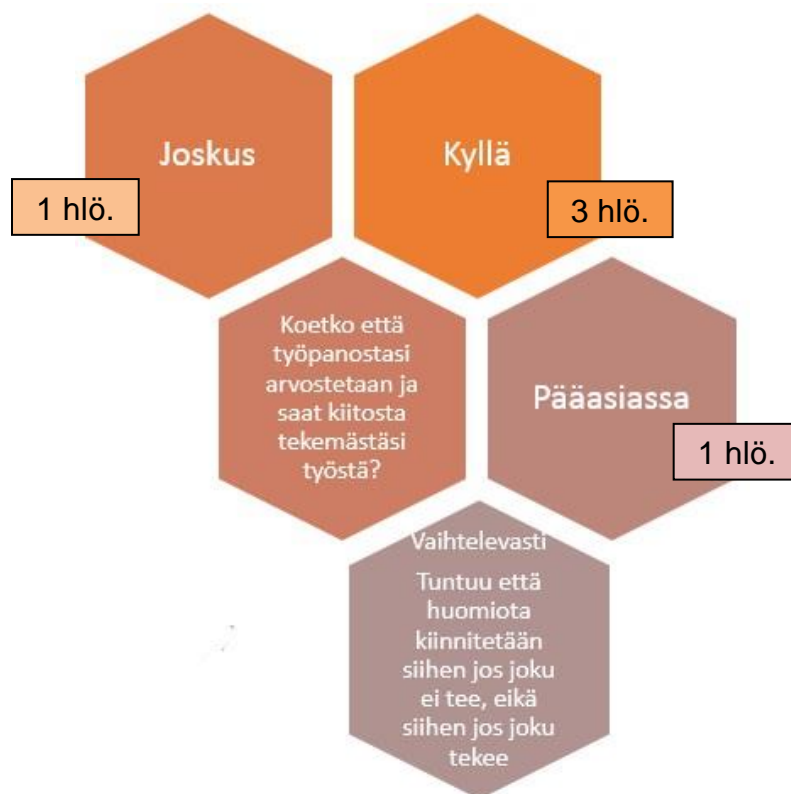 Joskus
1 hlö.
Kyllä
3 hlö.
Koetko että
työpanostasi
arvostetaan ja
saat kiitosta
tekemästäsi
työstä?
Pääasiassa
1 hlö.
Vaihtelevasti
Tuntuu että
huomiota
kiinnitetään
siihen jos joku
ei tee, eikä
siihen jos joku
tekee